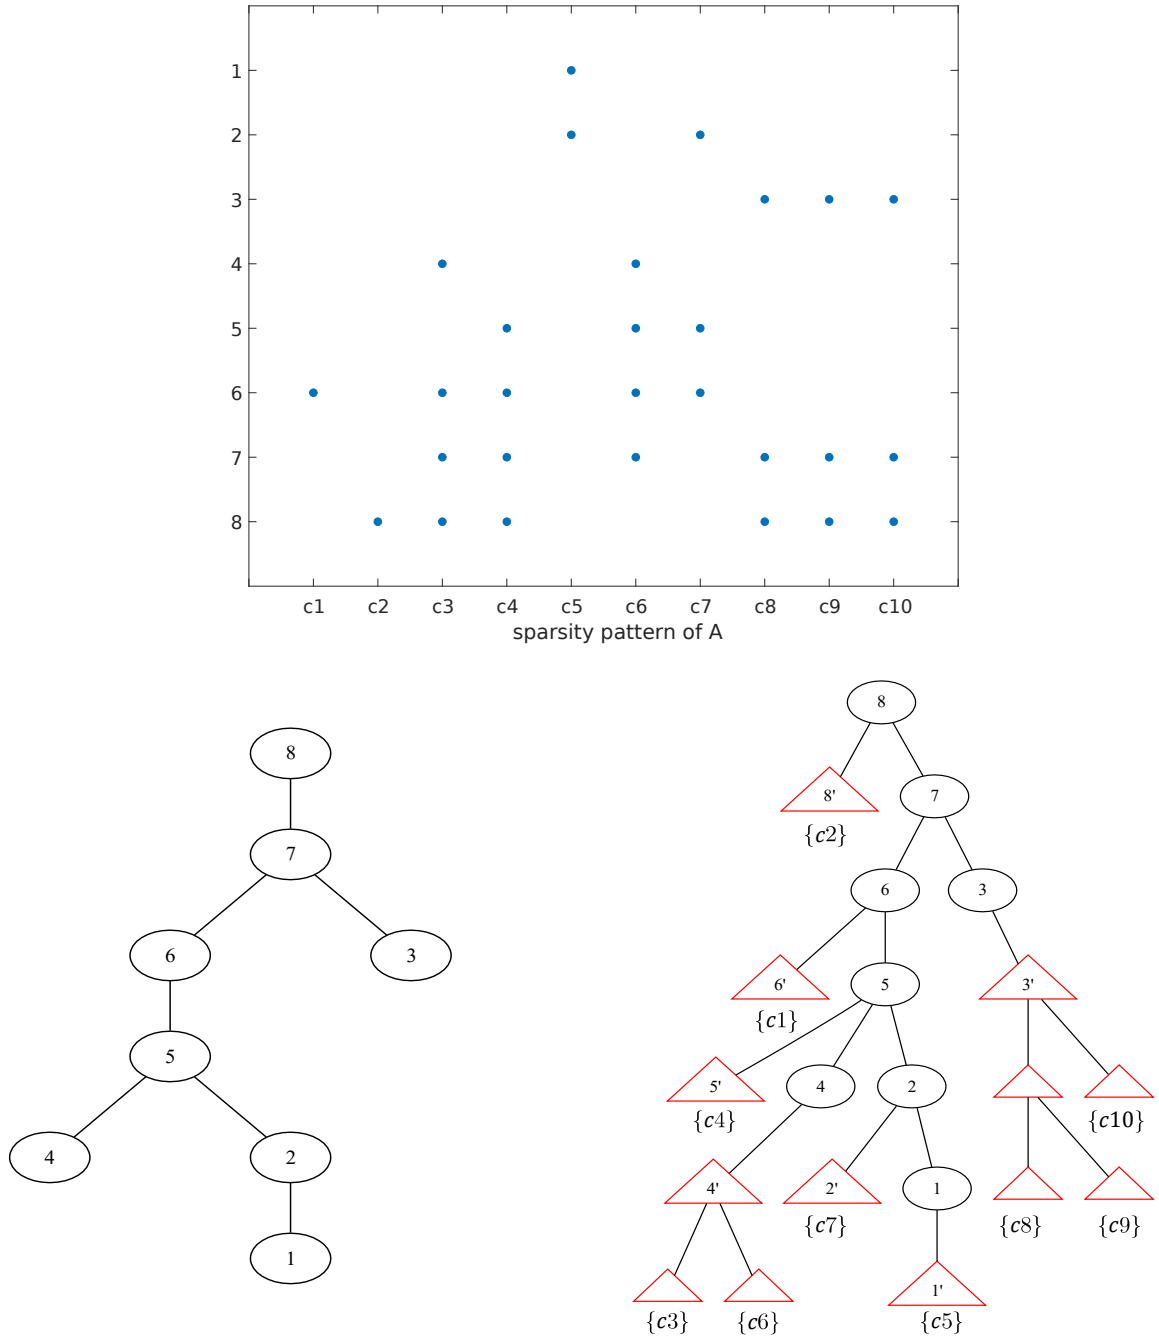 1
2
3
4
5
6
7
8
c1 c2 c3 c4 c5 c6 c7 c8 c9 c10
sparsity pattern of A
8
7
6 3
5
4 2
1
8
8' 7
{c2}
6 3
6' 5 3'
{c1}
5' 4 2
{c4} {c10}
4' 2' 1
{c7} {c8} {c9}
1'
{c3} {c6} {c5}